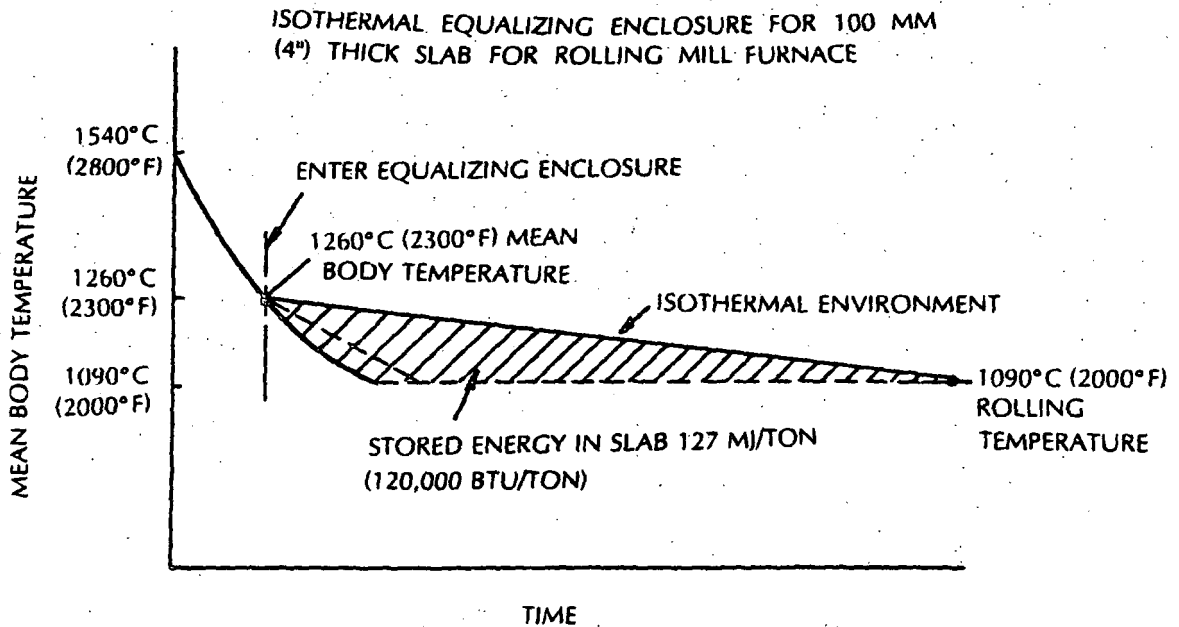 ISOTHERMAL EQUALIZING ENCLOSURE FOR 100 MM
(4") THICK SLAB FOR ROLLING MILL FURNACE
MEAN BODY TEMPERATURE
1540°C
(2800°F)
ENTER EQUALIZING ENCLOSURE
1260°C (2300°F) MEAN
BODY TEMPERATURE
1260°C
(2300°F)
ISOTHERMAL ENVIRONMENT
1090°C
(2000°F)
1090°C (2000°F)
ROLLING
TEMPERATURE
STORED ENERGY IN SLAB 127 MJ/TON
(120,000 BTU/TON)
TIME